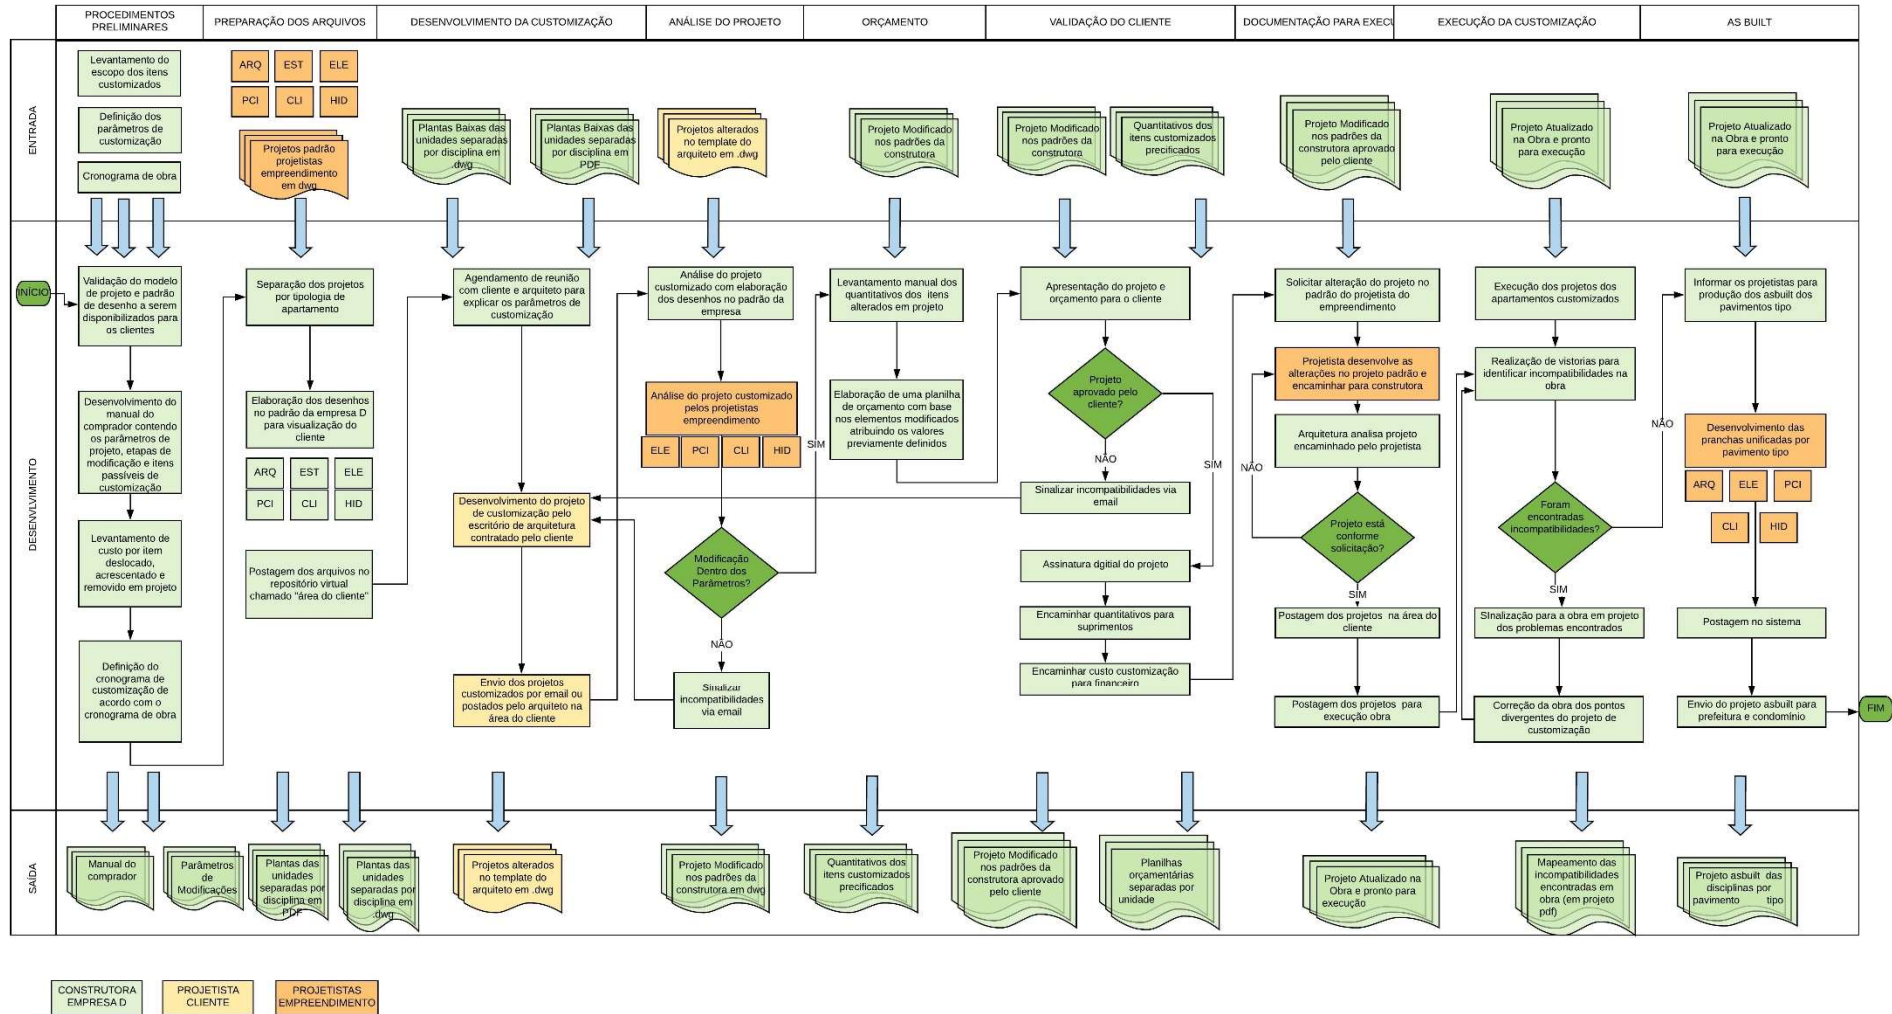 PROCEDIMENTOS
PRELIMINARES
PREPARAÇÃO DOS ARQUIVOS
DESENVOLVIMENTO DA CUSTOMIZAÇÃO
ANÁLISE DO PROJETO
ORÇAMENTO
VALIDAÇÃO DO CLIENTE
DOCUMENTAÇÃO PARA EXECU
EXECUÇÃO DA CUSTOMIZAÇÃO
AS BUILT
ENTRADA
Levantamento do
escopo dos itens
customizados
Definição dos
parâmetros de
customização
Cronograma de obra
ARQ
EST
ELE
PCI
CLI
HID
Projetos padrão
projetistas
empreendimento
em dwg
Plantas Baixas das
unidades separadas
por disciplina em
.dwg
Plantas Baixas das
unidades separadas
por disciplina em
PDF
Projetos alterados
no template do
arquiteto em .dwg
Projeto Modificado
nos padrões da
construtora
Projeto Modificado
nos padrões da
construtora
Quantitativos dos
itens customizados
precificados
Projeto Modificado
nos padrões da
construtora aprovado
pelo cliente
Projeto Atualizado
na Obra e pronto
para execução
Projeto Atualizado
na Obra e pronto
para execução
DESENVLVIMENTO
INÍCIO
Validação do modelo
de projeto e padrão
de desenho a serem
disponibilizados para
os clientes
Desenvolvimento do
manual do
comprador contendo
os parâmetros de
projeto, etapas de
modificação e itens
passíveis de
customização
Levantamento de
custo por item
deslocado,
acrescentado e
removido em projeto
Definição do
cronograma de
customização de
acordo com o
cronograma de obra
Separação dos projetos
por tipologia de
apartamento
Elaboração dos desenhos
no padrão da empresa D
para visualização do
cliente
ARQ
EST
ELE
PCI
CLI
HID
Postagem dos arquivos no
repositório virtual
chamado "área do cliente"
Agendamento de reunião
com cliente e arquiteto para
explicar os parâmetros de
customização
Desenvolvimento do projeto
de customização pelo
escritório de arquitetura
contratado pelo cliente
Envio dos projetos
customizados por email ou
postados pelo arquiteto na
área do cliente
Análise do projeto
customizado com elaboração
dos desenhos no padrão da
empresa
Análise do projeto customizado
pelos projetistas
empreendimento
ELE
PCI
CLI
HID
Modificação
Dentro dos
Parâmetros?
SIM
NÃO
Sinalizar
incompatibilidades
via email
Levantamento manual dos
quantitativos dos itens
alterados em projeto
Elaboração de uma planilha
de orçamento com base
nos elementos modificados
atribuindo os valores
previamente definidos
Apresentação do projeto e
orçamento para o cliente
Projeto
aprovado pelo
cliente?
NÃO
SIM
Sinalizar incompatibilidades via
email
Assinatura dgitial do projeto
Encaminhar quantitativos para
suprimentos
Encaminhar custo customização
para financeiro
Solicitar alteração do projeto no
padrão do projetista do
empreendimento
Projetista desenvolve as
alterações no projeto padrão e
encaminhar para construtora
Arquitetura analisa projeto
encaminhado pelo projetista
NÃO
Projeto está
conforme
solicitação?
SIM
Postagem dos projetos na área do
cliente
Postagem dos projetos para
execução obra
Execução dos projetos dos
apartamentos customizados
Realização de vistorias para
identificar incompatibilidades na
obra
Foram
encontradas
incompatibilidades?
NÃO
SIM
SInalização para a obra em projeto
dos problemas encontrados
Correção da obra dos pontos
divergentes do projeto de
customização
Informar os projetistas para
produção dos asbuilt dos
pavimentos tipo
Desenvolvimento das
pranchas unificadas por
pavimento tipo
ARQ
ELE
PCI
CLI
HID
Postagem no sistema
Envio do projeto asbuilt para
prefeitura e condomínio
FIM
SAÍDA
Manual do
comprador
Parâmetros
de
Modificações
Plantas das
unidades
separadas por
disciplina em
PDF
Plantas das
unidades
separadas por
disciplina em
.dwg
Projetos alterados
no template do
arquiteto em .dwg
Projeto Modificado
nos padrões da
construtora em dwg
Quantitativos dos
itens customizados
precificados
Projeto Modificado
nos padrões da
construtora aprovado
pelo cliente
Planilhas
orçamentárias
separadas por
unidade
Projeto Atualizado na
Obra e pronto para
execução
Mapeamento das
incompatibilidades
encontradas em
obra (em projeto
pdf)
Projeto asbuilt das
disciplinas por
pavimento tipo
CONSTRUTORA
EMPRESA D
PROJETISTA
CLIENTE
PROJETISTAS
EMPREENDIMENTO